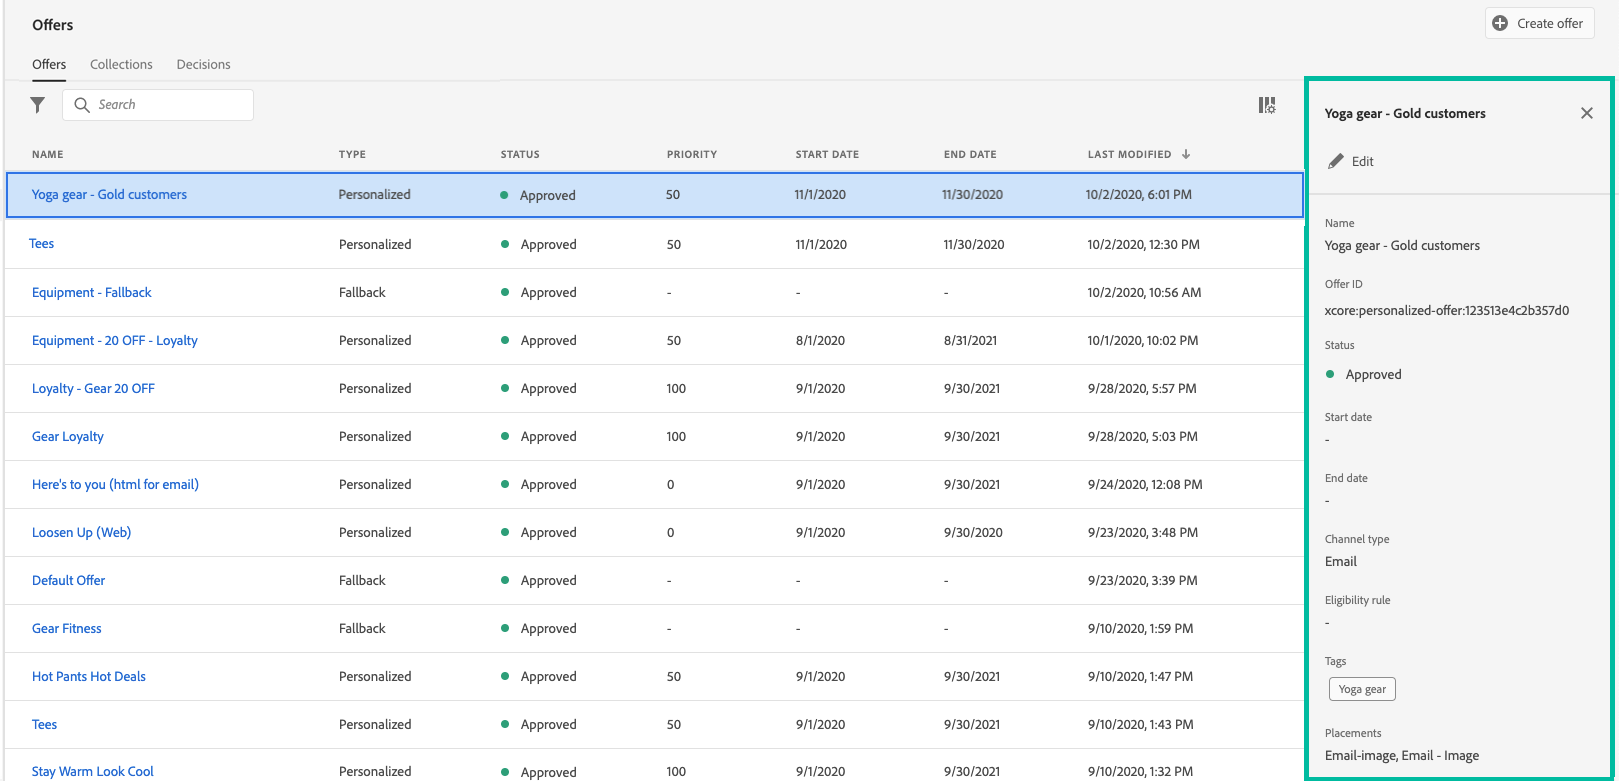 Offers
Create offer
Offers Collections Decisions
Search
NAME TYPE STATUS PRIORITY START DATE END DATE LAST MODIFIED
Yoga gear - Gold customers Personalized Approved 50 11/1/2020 11/30/2020 10/2/2020, 6:01 PM
Tees Personalized Approved 50 11/1/2020 11/30/2020 10/2/2020, 12:30 PM
Equipment - Fallback Fallback Approved - - - 10/2/2020, 10:56 AM
Equipment - 20 OFF - Loyalty Personalized Approved 50 8/1/2020 8/31/2021 10/1/2020, 10:02 PM
Loyalty - Gear 20 OFF Personalized Approved 100 9/1/2020 9/30/2021 9/28/2020, 5:57 PM
Gear Loyalty Personalized Approved 100 9/1/2020 9/30/2021 9/28/2020, 5:03 PM
Here's to you (html for email) Personalized Approved 0 9/1/2020 9/30/2021 9/24/2020, 12:08 PM
Loosen Up (Web) Personalized Approved 0 9/1/2020 9/30/2020 9/23/2020, 3:48 PM
Default Offer Fallback Approved - - - 9/23/2020, 3:39 PM
Gear Fitness Fallback Approved - - - 9/10/2020, 1:59 PM
Hot Pants Hot Deals Personalized Approved 50 9/1/2020 9/30/2021 9/10/2020, 1:47 PM
Tees Personalized Approved 50 9/1/2020 9/30/2021 9/10/2020, 1:43 PM
Stay Warm Look Cool Personalized Approved 100 9/1/2020 9/30/2021 9/10/2020, 1:32 PM
Yoga gear - Gold customers
Edit
Name
Yoga gear - Gold customers
Offer ID
xcore:personalized-offer:123513e4c2b357d0
Status
Approved
Start date
-
End date
-
Channel type
Email
Eligibility rule
-
Tags
Yoga gear
Placements
Email-image, Email - Image